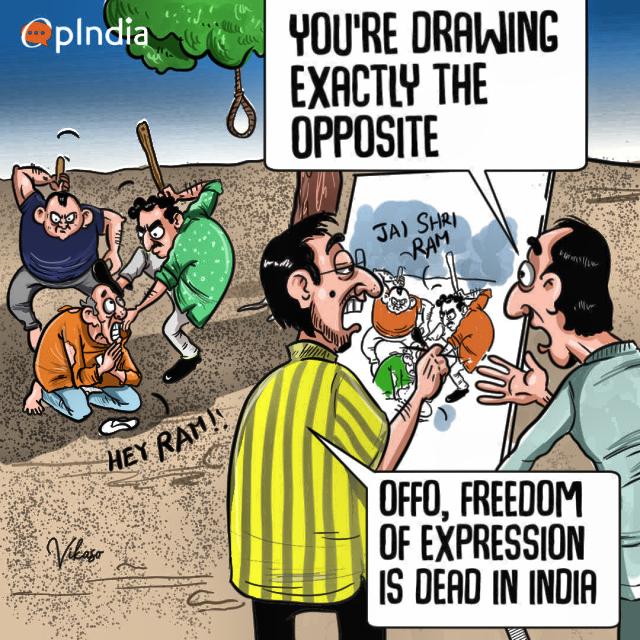 OpIndia
YOU'RE DRAWING
EXACTLY THE
OPPOSITE
JAI SHRI
RAM
HEY RAM!!
OFFO, FREEDOM
OF EXPRESSION
IS DEAD IN INDIA
Vikaso